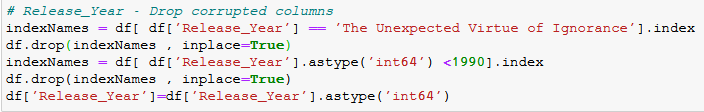 # Release_Year - Drop corrupted columns
indexNames = df[ df['Release_Year'] == 'The Unexpected Virtue of Ignorance'].index
df.drop(indexNames , inplace=True)
indexNames = df[ df['Release_Year'].astype('int64') <1990].index
df.drop(indexNames , inplace=True)
df['Release_Year']=df['Release_Year'].astype('int64')